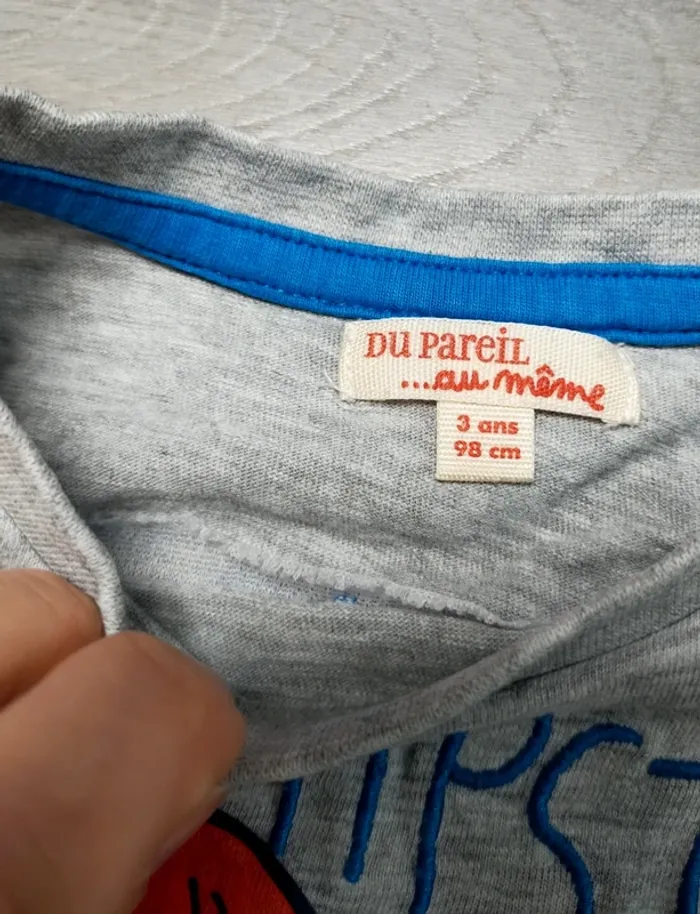 Du Pareil
...au même
3 ans
98 cm